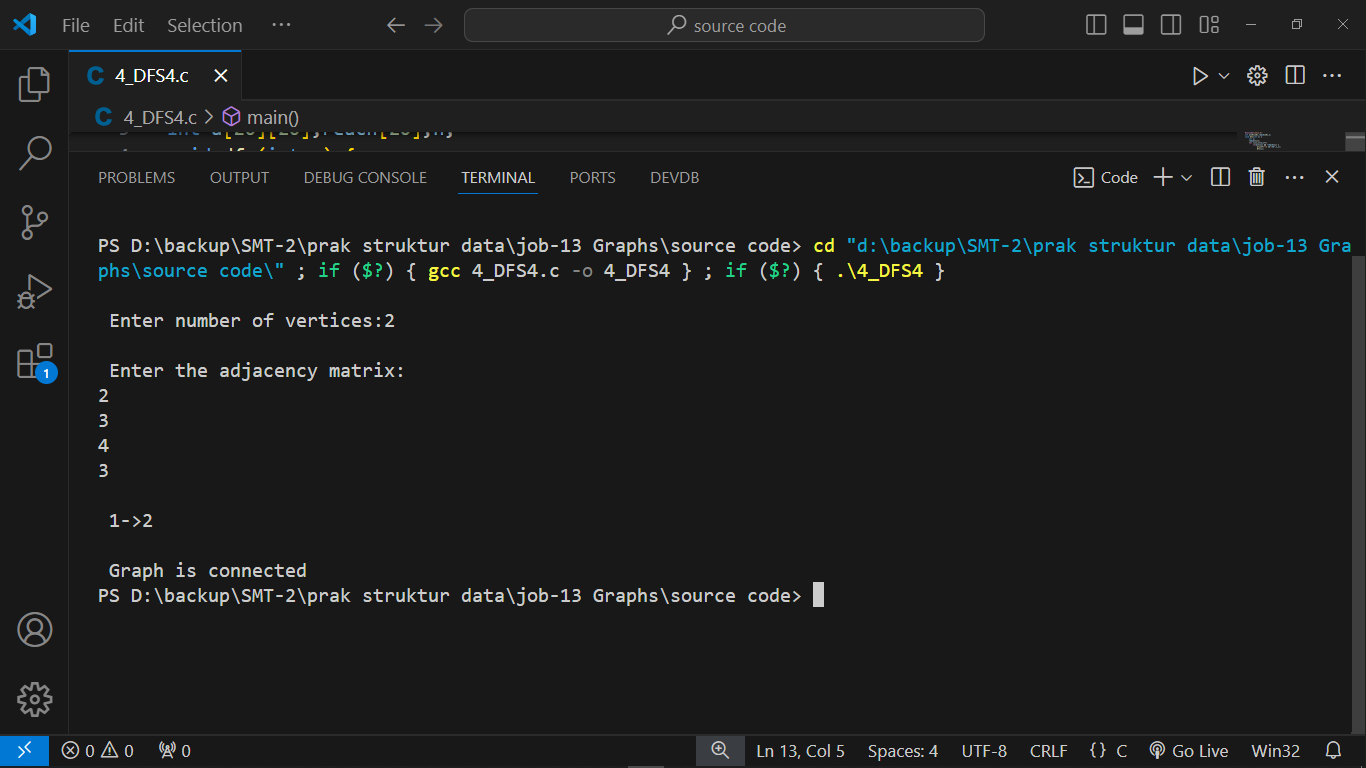 File Edit Selection ··· source code
C 4_DFS4.c
C 4_DFS4.c > main()
PROBLEMS OUTPUT DEBUG CONSOLE TERMINAL PORTS DEVDB Code
PS D:\backup\SMT-2\prak struktur data\job-13 Graphs\source code> cd "d:\backup\SMT-2\prak struktur data\job-13 Gra
phs\source code\" ; if ($?) { gcc 4_DFS4.c -o 4_DFS4 } ; if ($?) { .\4_DFS4 }
Enter number of vertices:2
Enter the adjacency matrix:
2
3
4
3
1->2
Graph is connected
PS D:\backup\SMT-2\prak struktur data\job-13 Graphs\source code>
1
0 0 0 Ln 13, Col 5 Spaces: 4 UTF-8 CRLF {} C Go Live Win32